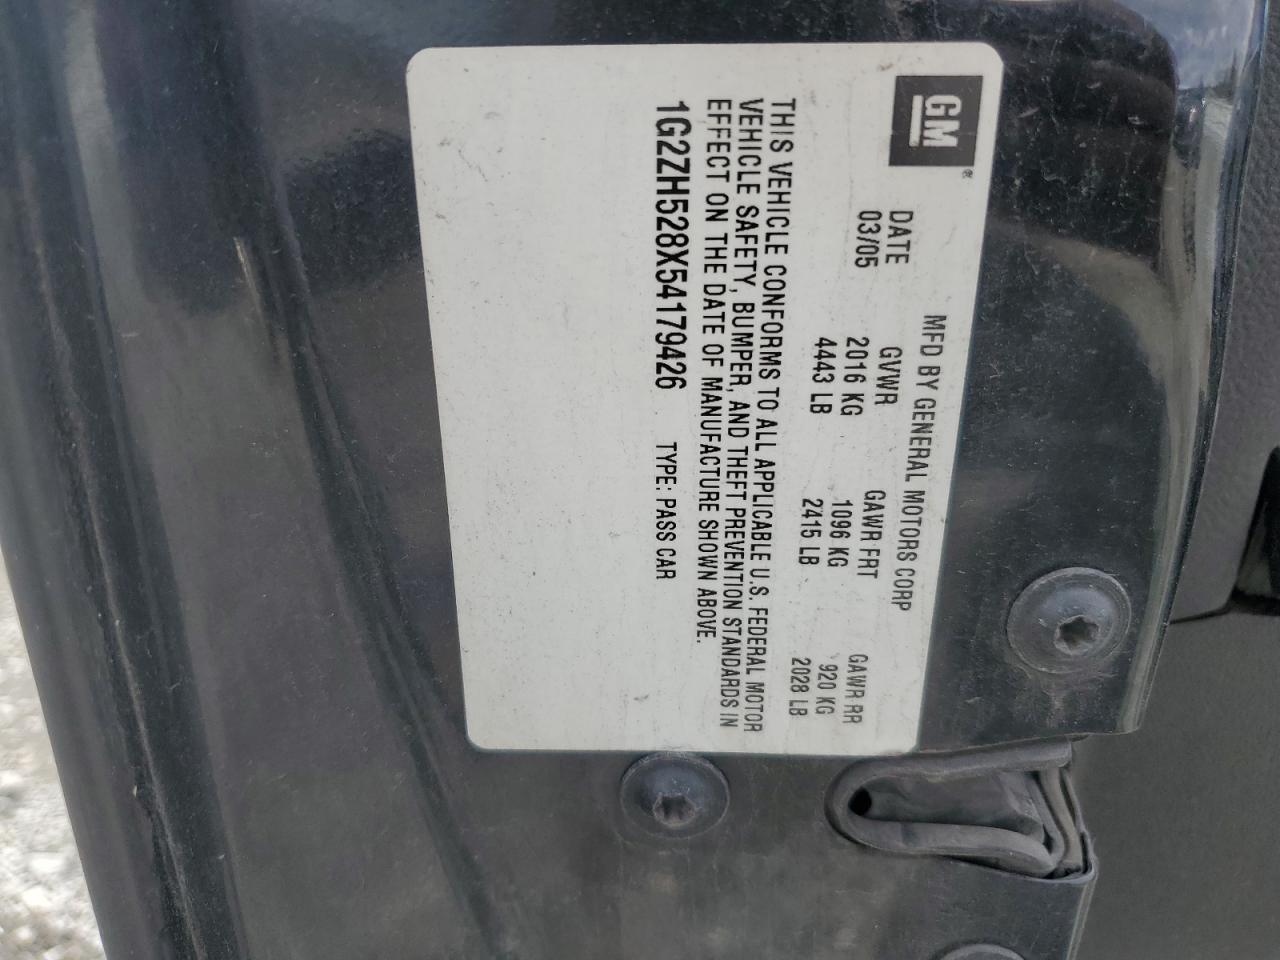 GM®
MFD BY GENERAL MOTORS CORP
DATE GVWR GAWR FRT GAWR RR
03/05 2016 KG 1096 KG 920 KG
4443 LB 2415 LB 2028 LB
THIS VEHICLE CONFORMS TO ALL APPLICABLE U.S. FEDERAL MOTOR
VEHICLE SAFETY, BUMPER, AND THEFT PREVENTION STANDARDS IN
EFFECT ON THE DATE OF MANUFACTURE SHOWN ABOVE.
1G2ZH528X54179426 TYPE: PASS CAR